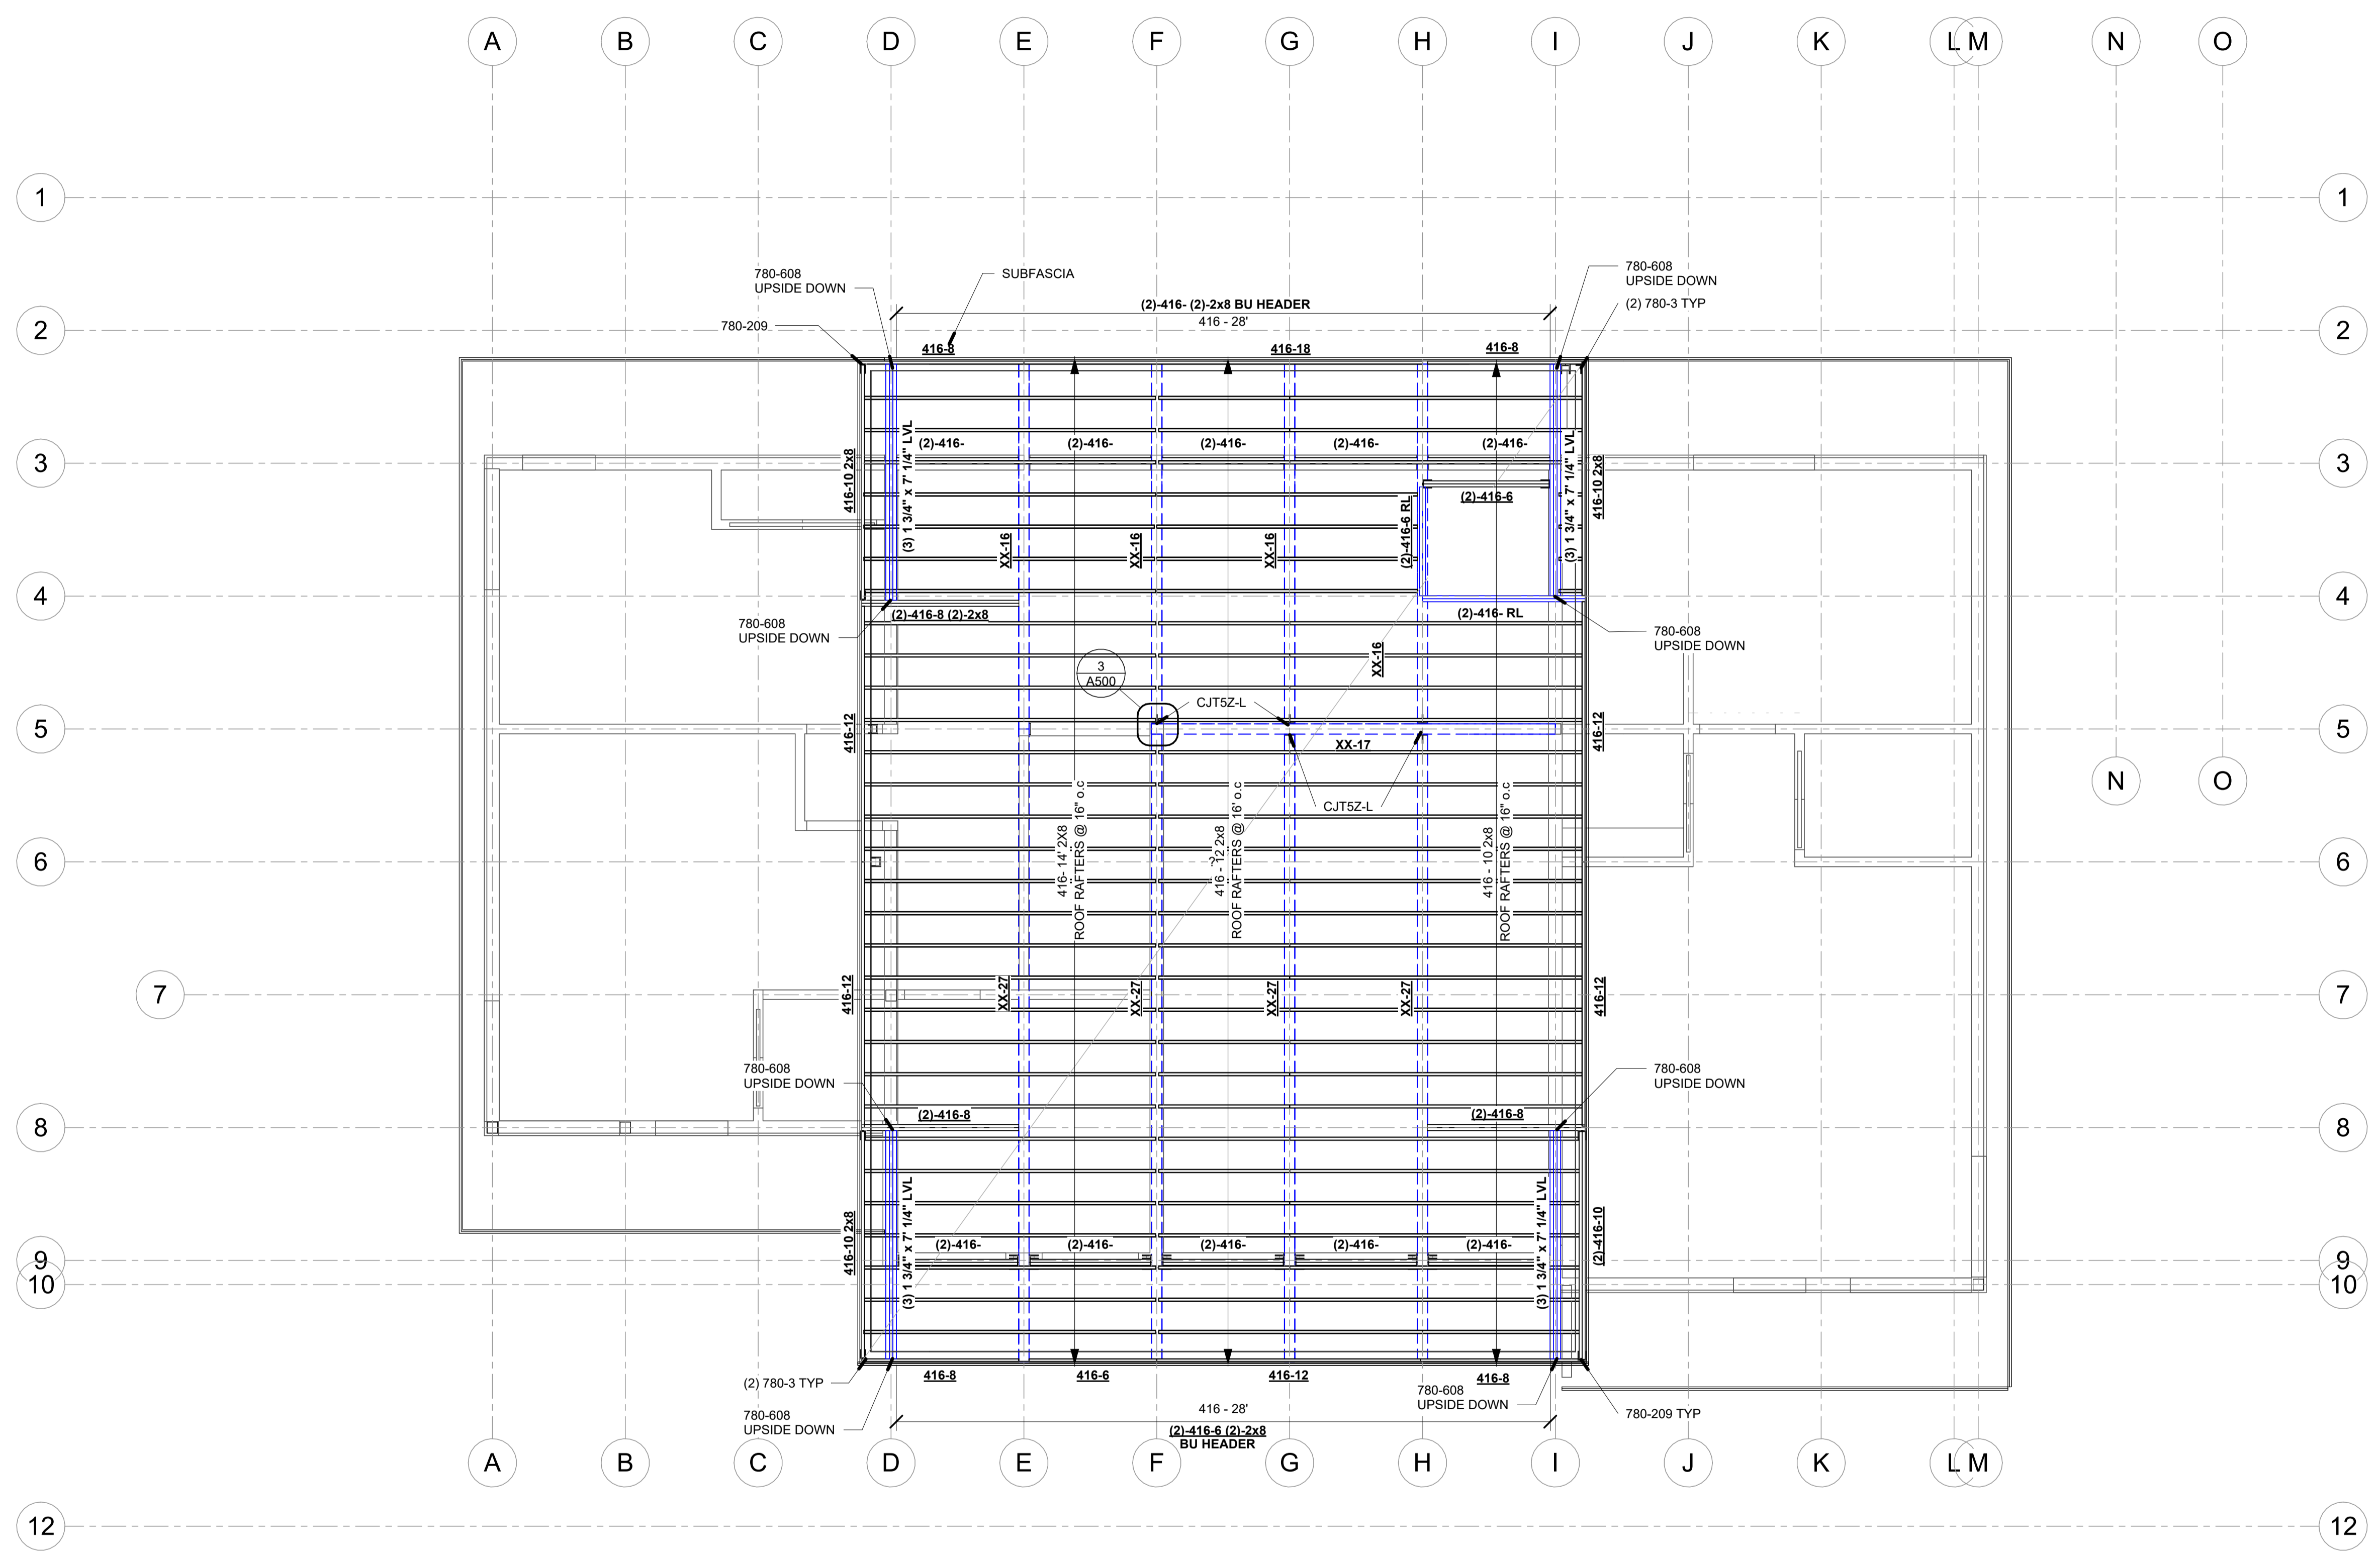 A B C D E F G H I J K L M N O
1 1
780-608
UPSIDE DOWN
SUBFASCIA
780-608
UPSIDE DOWN
(2) 780-3 TYP
(2)-416- (2)-2x8 BU HEADER
416 - 28'
780-209
2 2
416-8 416-18 416-8
(2)-416- (2)-416- (2)-416- (2)-416- (2)-416-
3 3
416-10 2x8
(3) 1 3/4" x 7' 1/4" LVL
(3) 1 3/4" x 7' 1/4" LVL
416-10 2x8
(2)-416-6
(2)-416-6 RL
XX-16 XX-16 XX-16
4 4
(2)-416-8 (2)-2x8
(2)-416- RL
780-608
UPSIDE DOWN
780-608
UPSIDE DOWN
XX-16
3
A500
CJT5Z-L
5 5
416-12
XX-17
416-12
N O
CJT5Z-L
416- 14' 2X8
ROOF RAFTERS @ 16" o.c
416 - 12 2x8
ROOF RAFTERS @ 16' o.c
?
416 - 10 2x8
ROOF RAFTERS @ 16" o.c
6 6
7 7
416-12
XX-27 XX-27 XX-27 XX-27
416-12
780-608
UPSIDE DOWN
780-608
UPSIDE DOWN
(2)-416-8 (2)-416-8
8 8
416-10 2x8
(3) 1 3/4" x 7' 1/4" LVL
(3) 1 3/4" x 7' 1/4" LVL
(2)-416-10
(2)-416- (2)-416- (2)-416- (2)-416- (2)-416-
9 9
10 10
416-8 416-6 416-12 416-8
(2) 780-3 TYP
780-608
UPSIDE DOWN
780-608
UPSIDE DOWN
780-209 TYP
416 - 28'
(2)-416-6 (2)-2x8
BU HEADER
A B C D E F G H I J K L M
12 12